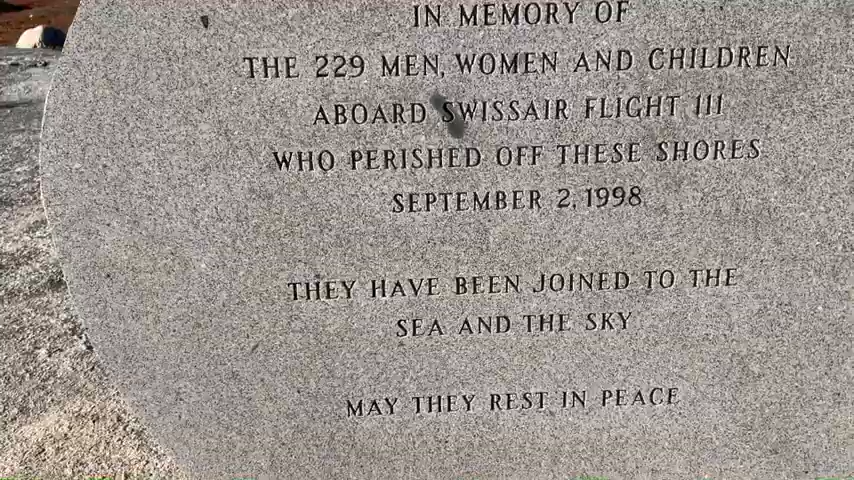 IN MEMORY OF
THE 229 MEN, WOMEN AND CHILDREN
ABOARD SWISSAIR FLIGHT 111
WHO PERISHED OFF THESE SHORES
SEPTEMBER 2, 1998
THEY HAVE BEEN JOINED TO THE
SEA AND THE SKY
MAY THEY REST IN PEACE